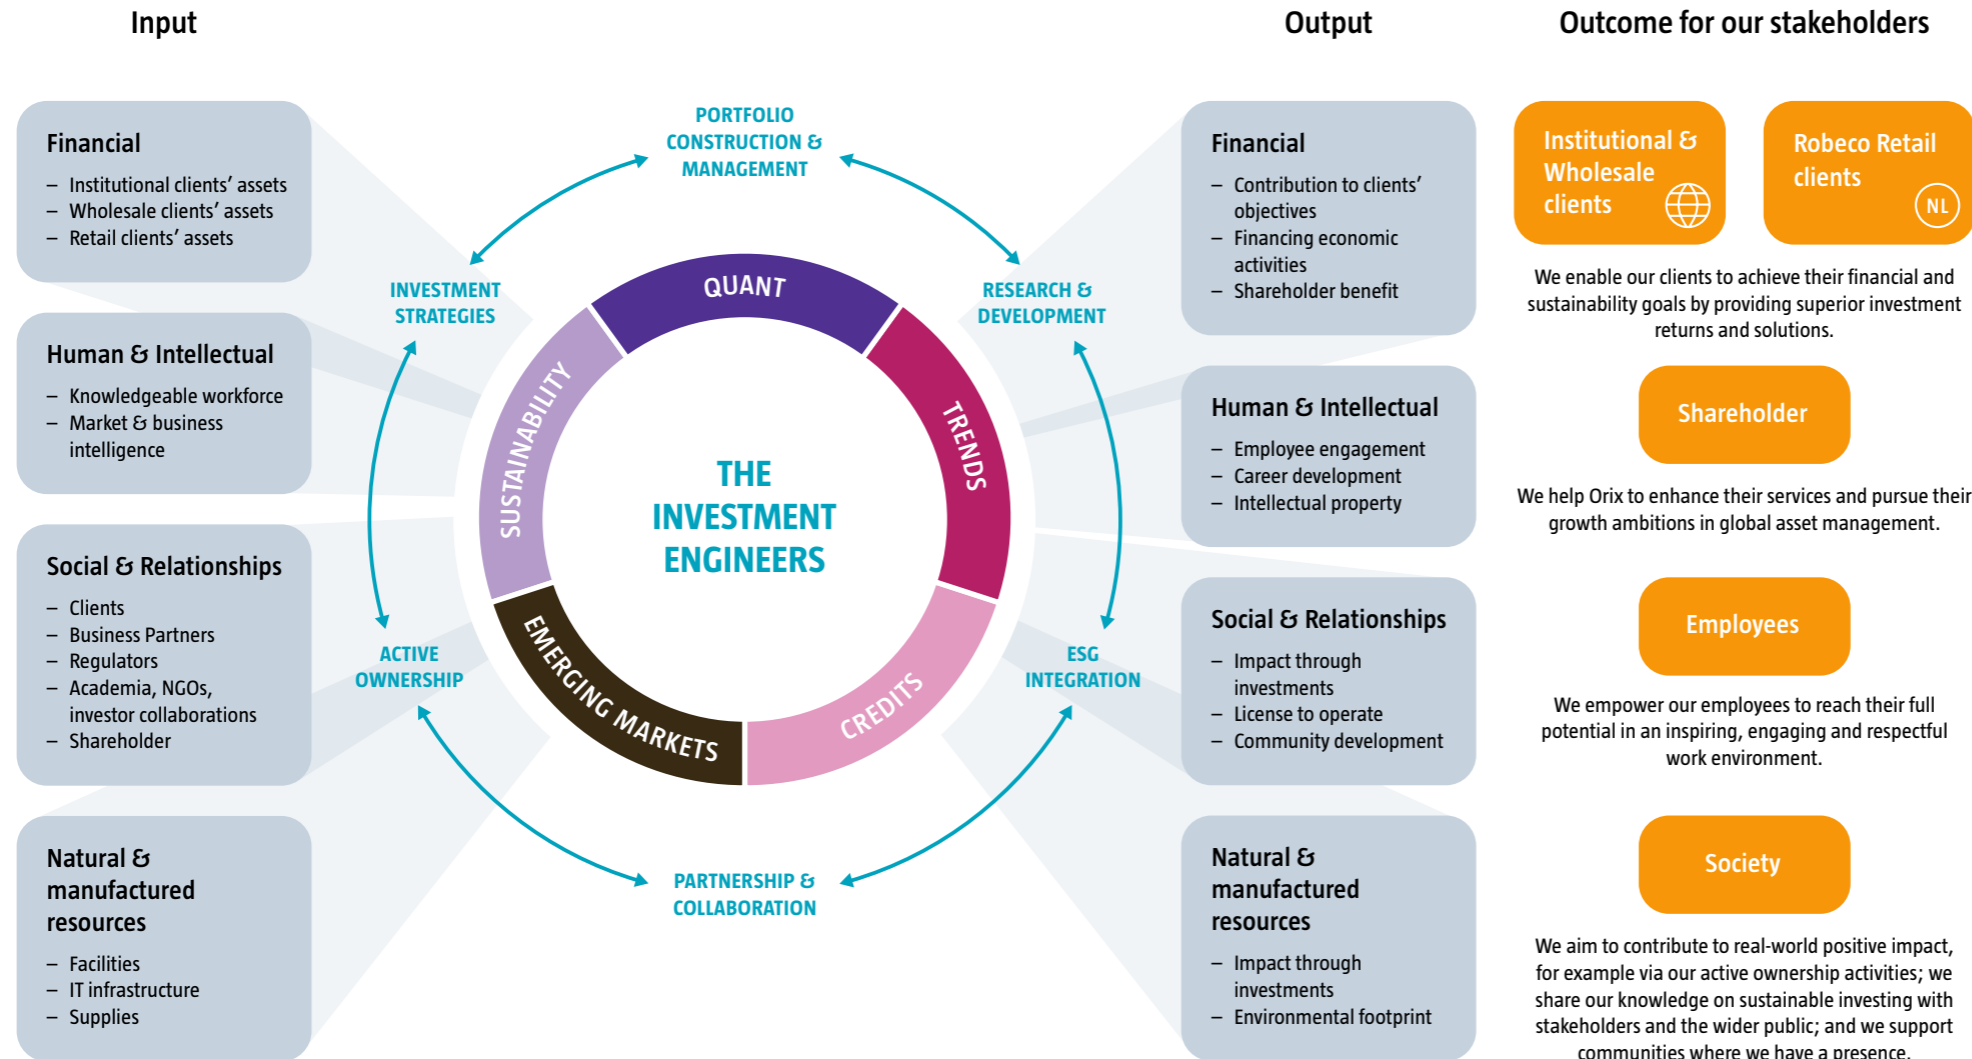 Input
Output
Outcome for our stakeholders
Financial
– Institutional clients’ assets
– Wholesale clients’ assets
– Retail clients’ assets
Human & Intellectual
– Knowledgeable workforce
– Market & business
intelligence
Social & Relationships
– Clients
– Business Partners
– Regulators
– Academia, NGOs,
investor collaborations
– Shareholder
Natural &
manufactured
resources
– Facilities
– IT infrastructure
– Supplies
PORTFOLIO
CONSTRUCTION &
MANAGEMENT
INVESTMENT
STRATEGIES
RESEARCH &
DEVELOPMENT
ACTIVE
OWNERSHIP
ESG
INTEGRATION
PARTNERSHIP &
COLLABORATION
QUANT
TRENDS
CREDITS
EMERGING MARKETS
SUSTAINABILITY
THE
INVESTMENT
ENGINEERS
Financial
– Contribution to clients’
objectives
– Financing economic
activities
– Shareholder benefit
Human & Intellectual
– Employee engagement
– Career development
– Intellectual property
Social & Relationships
– Impact through
investments
– License to operate
– Community development
Natural &
manufactured
resources
– Impact through
investments
– Environmental footprint
Institutional &
Wholesale
clients
Robeco Retail
clients
NL
We enable our clients to achieve their financial and
sustainability goals by providing superior investment
returns and solutions.
Shareholder
We help Orix to enhance their services and pursue their
growth ambitions in global asset management.
Employees
We empower our employees to reach their full
potential in an inspiring, engaging and respectful
work environment.
Society
We aim to contribute to real-world positive impact,
for example via our active ownership activities; we
share our knowledge on sustainable investing with
stakeholders and the wider public; and we support
communities where we have a presence.